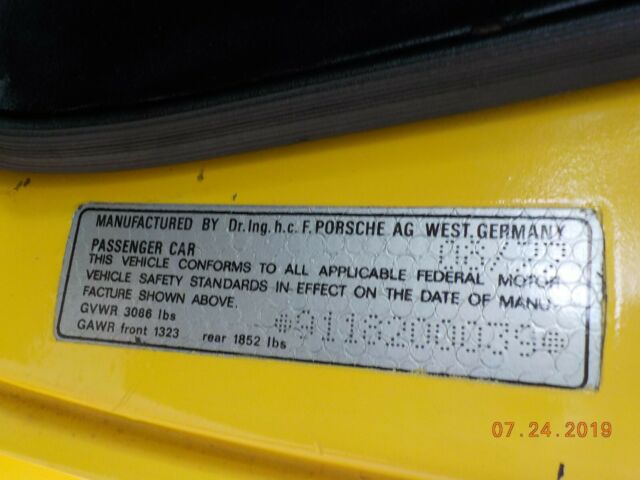 MANUFACTURED BY Dr.Ing.h.c.F.PORSCHE AG WEST.GERMANY
PASSENGER CAR
THIS VEHICLE CONFORMS TO ALL APPLICABLE FEDERAL MOTOR
VEHICLE SAFETY STANDARDS IN EFFECT ON THE DATE OF MANU-
FACTURE SHOWN ABOVE.
GVWR 3086 lbs
GAWR front 1323 rear 1852 lbs
07.24.2019